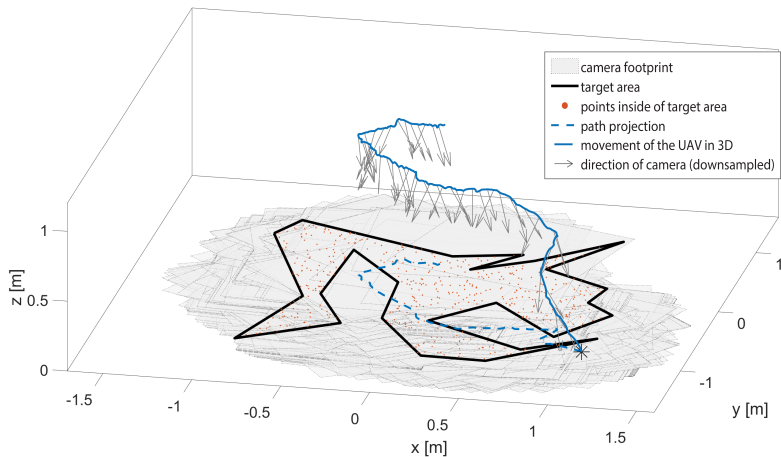 camera footprint
target area
points inside of target area
path projection
movement of the UAV in 3D
direction of camera (downsampled)
1
0.5
0
z [m]
-1.5
-1
-0.5
0
0.5
1
1.5
x [m]
1
0
-1
y [m]